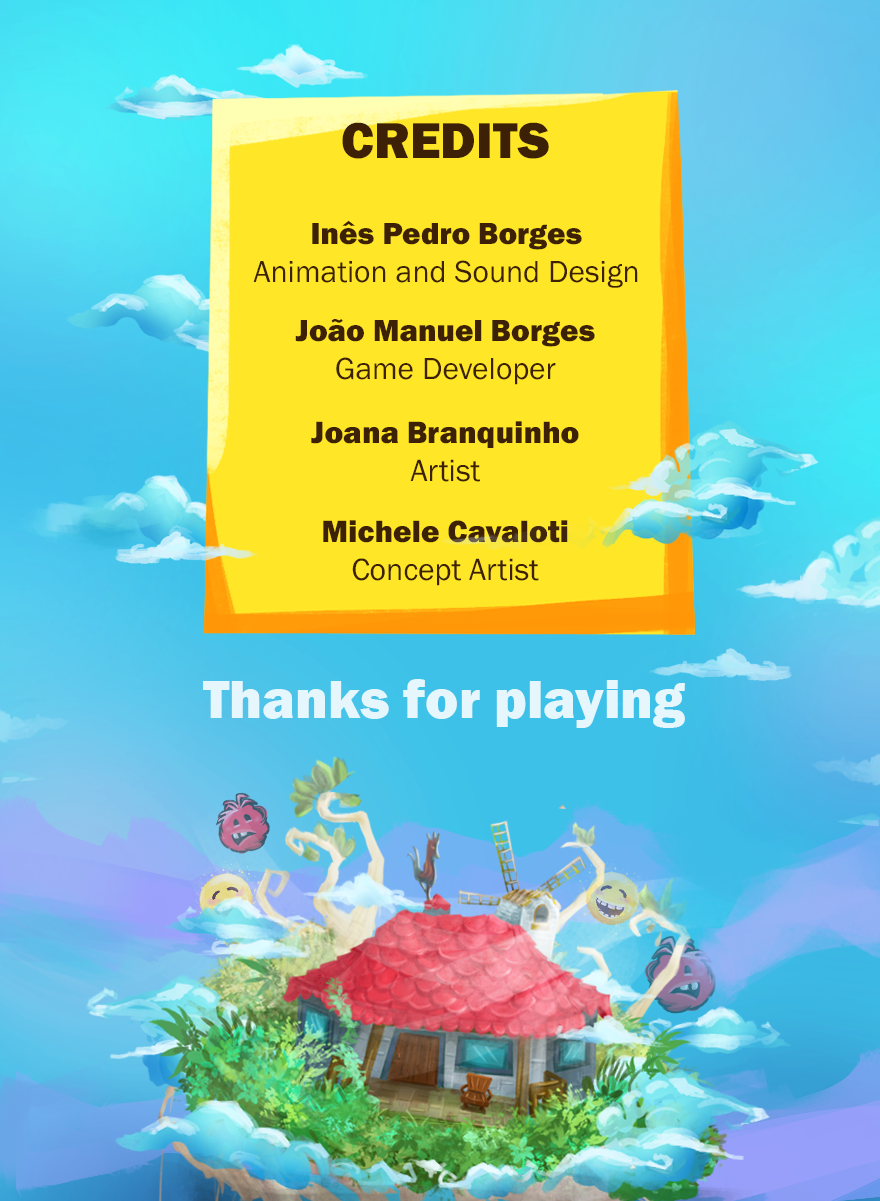 CREDITS
Inês Pedro Borges
Animation and Sound Design
João Manuel Borges
Game Developer
Joana Branquinho
Artist
Michele Cavaloti
Concept Artist
Thanks for playing